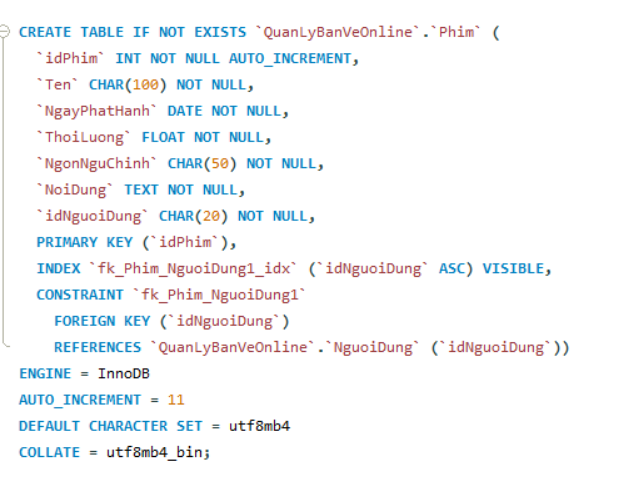 CREATE TABLE IF NOT EXISTS `QuanLyBanVeOnline`.`Phim` (
`idPhim` INT NOT NULL AUTO_INCREMENT,
`Ten` CHAR(100) NOT NULL,
`NgayPhatHanh` DATE NOT NULL,
`ThoiLuong` FLOAT NOT NULL,
`NgonNguChinh` CHAR(50) NOT NULL,
`NoiDung` TEXT NOT NULL,
`idNguoiDung` CHAR(20) NOT NULL,
PRIMARY KEY (`idPhim`),
INDEX `fk_Phim_NguoiDung1_idx` (`idNguoiDung` ASC) VISIBLE,
CONSTRAINT `fk_Phim_NguoiDung1`
FOREIGN KEY (`idNguoiDung`)
REFERENCES `QuanLyBanVeOnline`.`NguoiDung` (`idNguoiDung`))
ENGINE = InnoDB
AUTO_INCREMENT = 11
DEFAULT CHARACTER SET = utf8mb4
COLLATE = utf8mb4_bin;